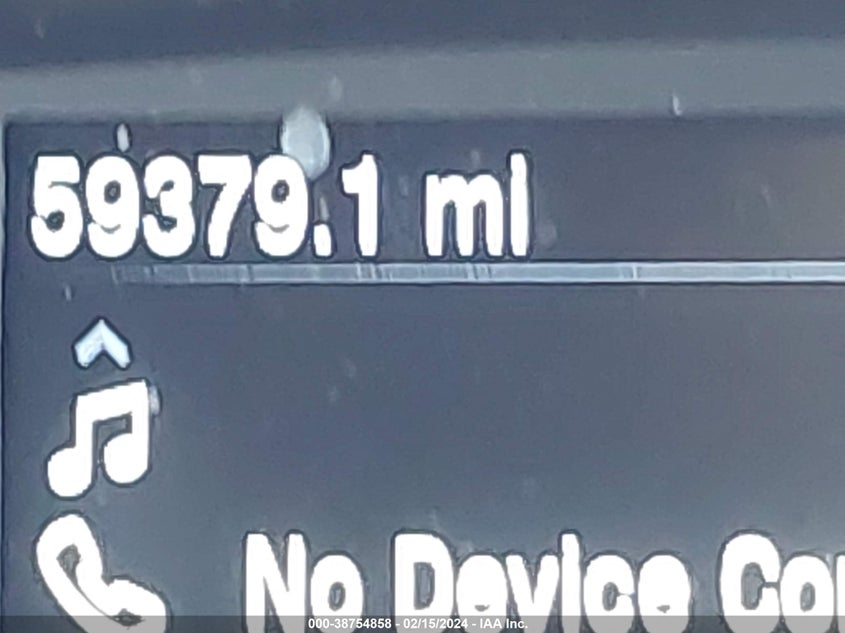 59379.1 mi
No Device Co
000-38754858 - 02/15/2024 - IAA Inc.